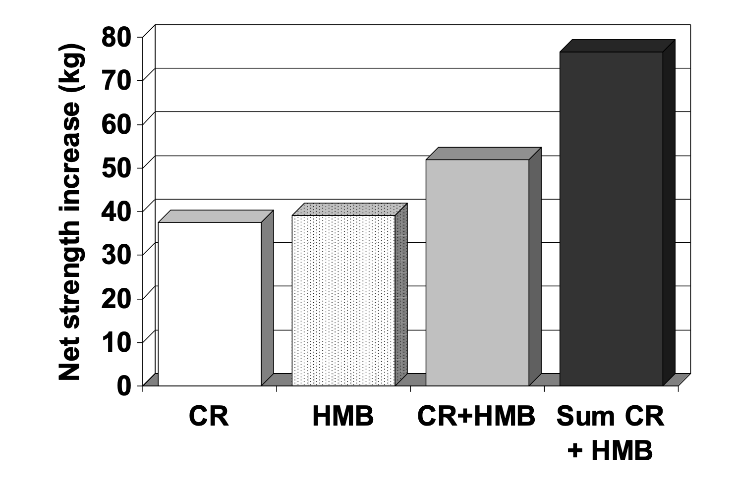 Net strength increase (kg)
80
70
60
50
40
30
20
10
0
CR
HMB
CR+HMB
Sum CR
+ HMB